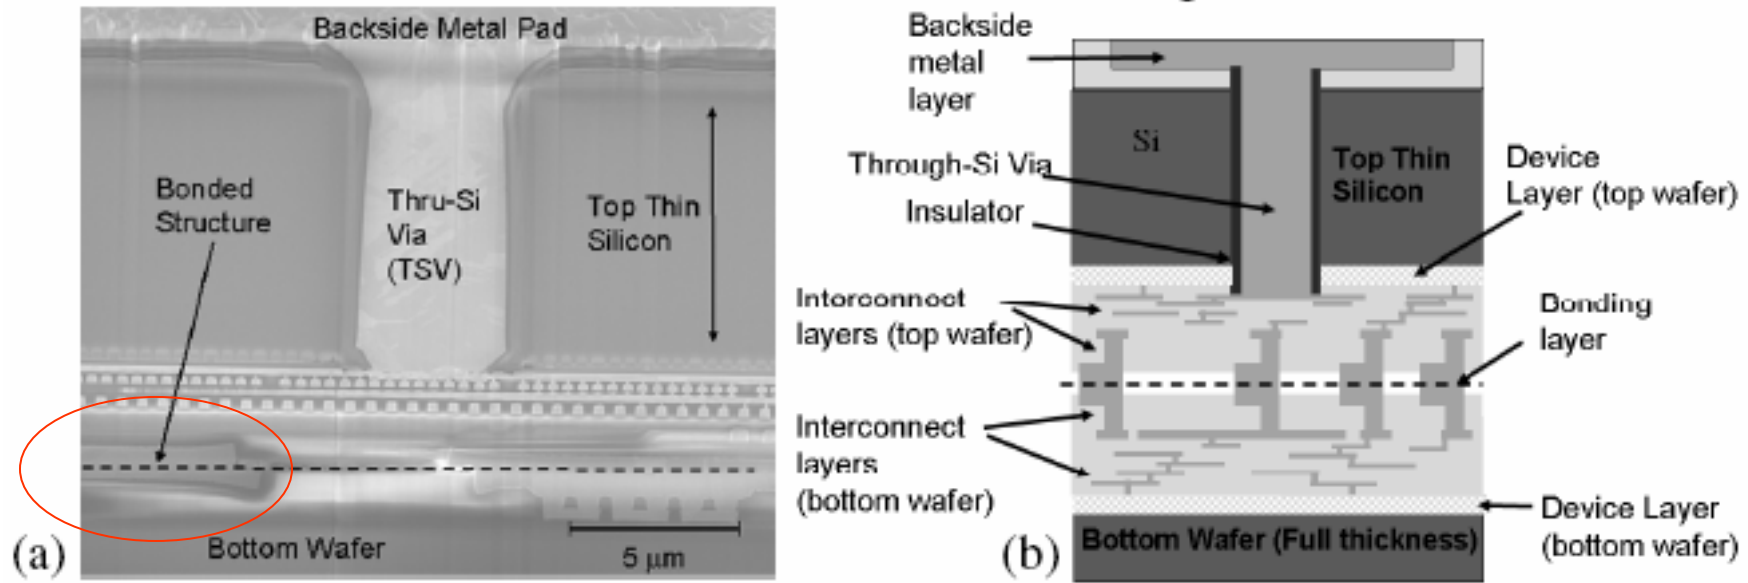 Backside Metal Pad
Bonded
Structure
Thru-Si
Via
(TSV)
Top Thin
Silicon
Bottom Wafer
5 μm
(a)
Backside
metal
layer
Si
Through-Si Via
Top Thin
Silicon
Device
Layer (top wafer)
Insulator
Interconnect
layers (top wafer)
Bonding
layer
Interconnect
layers
(bottom wafer)
Device Layer
(bottom wafer)
Bottom Wafer (Full thickness)
(b)